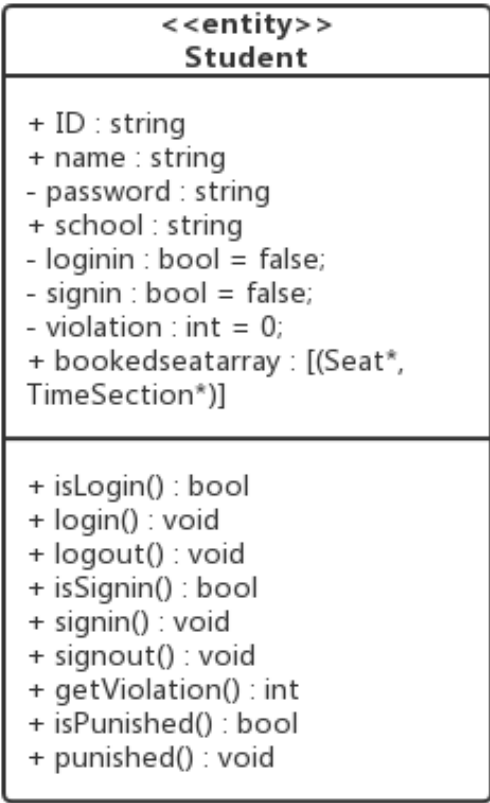 <<entity>>
Student
+ ID : string
+ name : string
- password : string
+ school : string
- loginin : bool = false;
- signin : bool = false;
- violation : int = 0;
+ bookedseatarray : [(Seat*,
TimeSection*)]
+ isLogin() : bool
+ login() : void
+ logout() : void
+ isSignin() : bool
+ signin() : void
+ signout() : void
+ getViolation() : int
+ isPunished() : bool
+ punished() : void